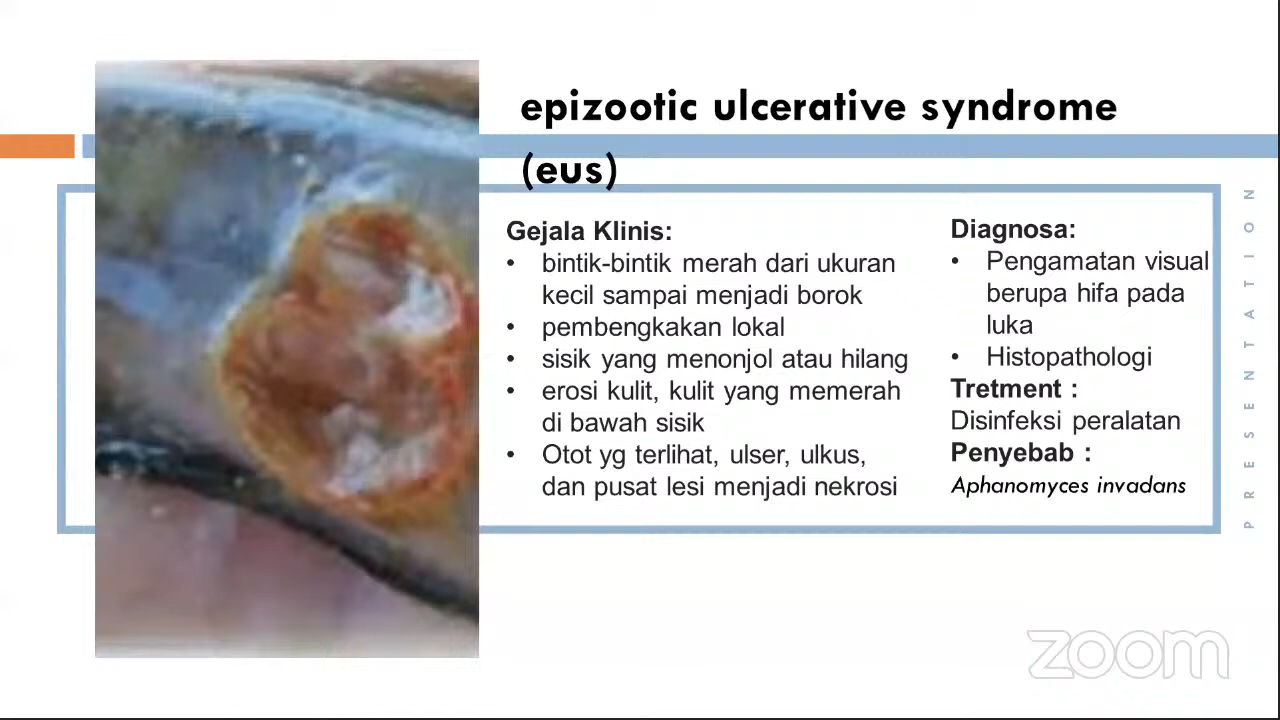 epizootic ulcerative syndrome
(eus)
Gejala Klinis:
• bintik-bintik merah dari ukuran
kecil sampai menjadi borok
• pembengkakan lokal
• sisik yang menonjol atau hilang
• erosi kulit, kulit yang memerah
di bawah sisik
• Otot yg terlihat, ulser, ulkus,
dan pusat lesi menjadi nekrosi
Diagnosa:
• Pengamatan visual
berupa hifa pada
luka
• Histopathologi
Tretment :
Disinfeksi peralatan
Penyebab :
Aphanomyces invadans
PRESENTATION
zoom